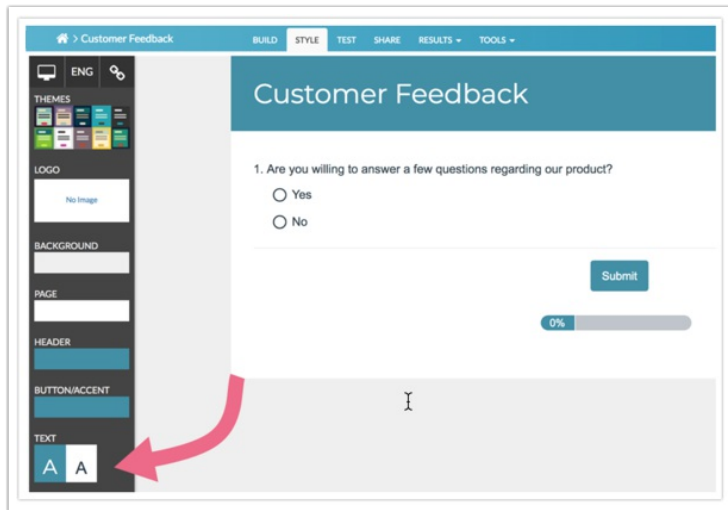 > Customer Feedback
BUILD STYLE TEST SHARE RESULTS TOOLS
ENG
THEMES
LOGO
No Image
BACKGROUND
PAGE
HEADER
BUTTON/ACCENT
TEXT
A A
Customer Feedback
1. Are you willing to answer a few questions regarding our product?
Yes
No
Submit
0%